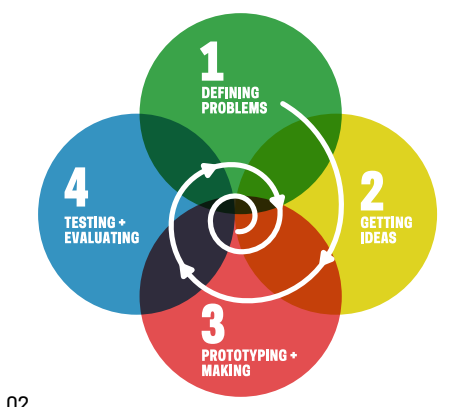 1
DEFINING
PROBLEMS
2
GETTING
IDEAS
3
PROTOTYPING +
MAKING
4
TESTING +
EVALUATING
02